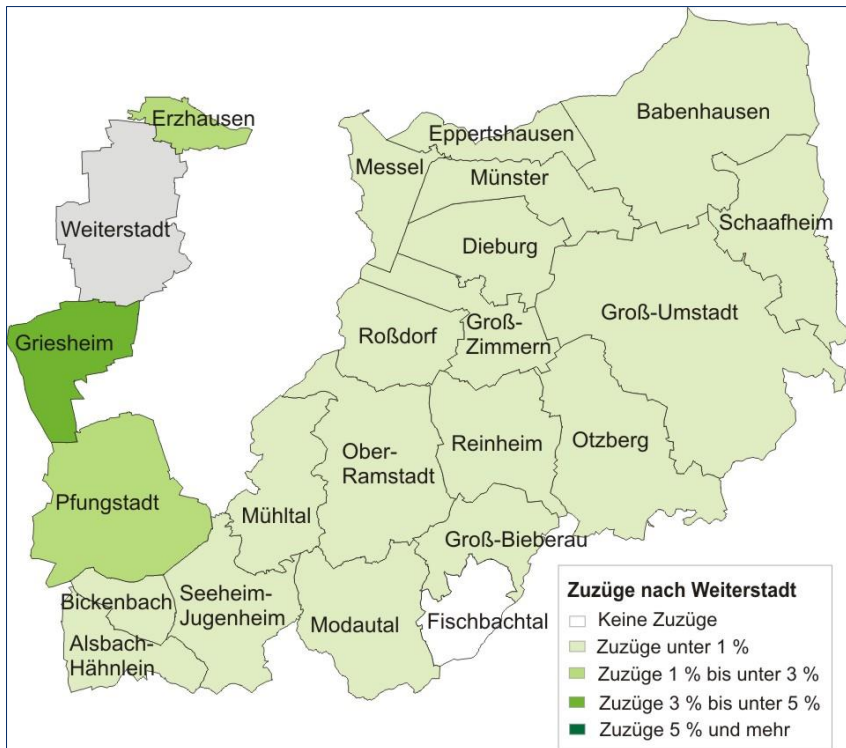 Babenhausen
Erzhausen
Eppertshausen
Messel
Münster
Schaafheim
Weiterstadt
Dieburg
Groß-Umstadt
Griesheim
Roßdorf
Groß-
Zimmern
Ober-
Ramstadt
Reinheim
Otzberg
Pfungstadt
Mühltal
Groß-Bieberau
Bickenbach
Seeheim-
Jugenheim
Modautal
Fischbachtal
Alsbach-
Hähnlein
Zuzüge nach Weiterstadt
Keine Zuzüge
Zuzüge unter 1 %
Zuzüge 1 % bis unter 3 %
Zuzüge 3 % bis unter 5 %
Zuzüge 5 % und mehr